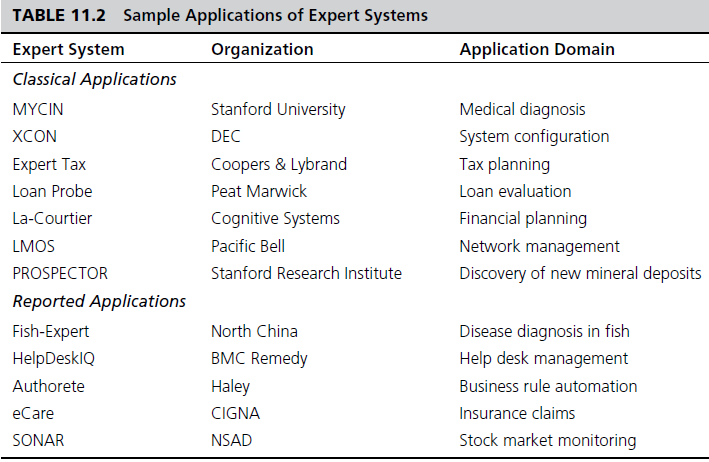 TABLE 11.2 Sample Applications of Expert Systems
Expert System Organization Application Domain
Classical Applications
MYCIN Stanford University Medical diagnosis
XCON DEC System configuration
Expert Tax Coopers & Lybrand Tax planning
Loan Probe Peat Marwick Loan evaluation
La-Courtier Cognitive Systems Financial planning
LMOS Pacific Bell Network management
PROSPECTOR Stanford Research Institute Discovery of new mineral deposits
Reported Applications
Fish-Expert North China Disease diagnosis in fish
HelpDeskIQ BMC Remedy Help desk management
Authorete Haley Business rule automation
eCare CIGNA Insurance claims
SONAR NSAD Stock market monitoring